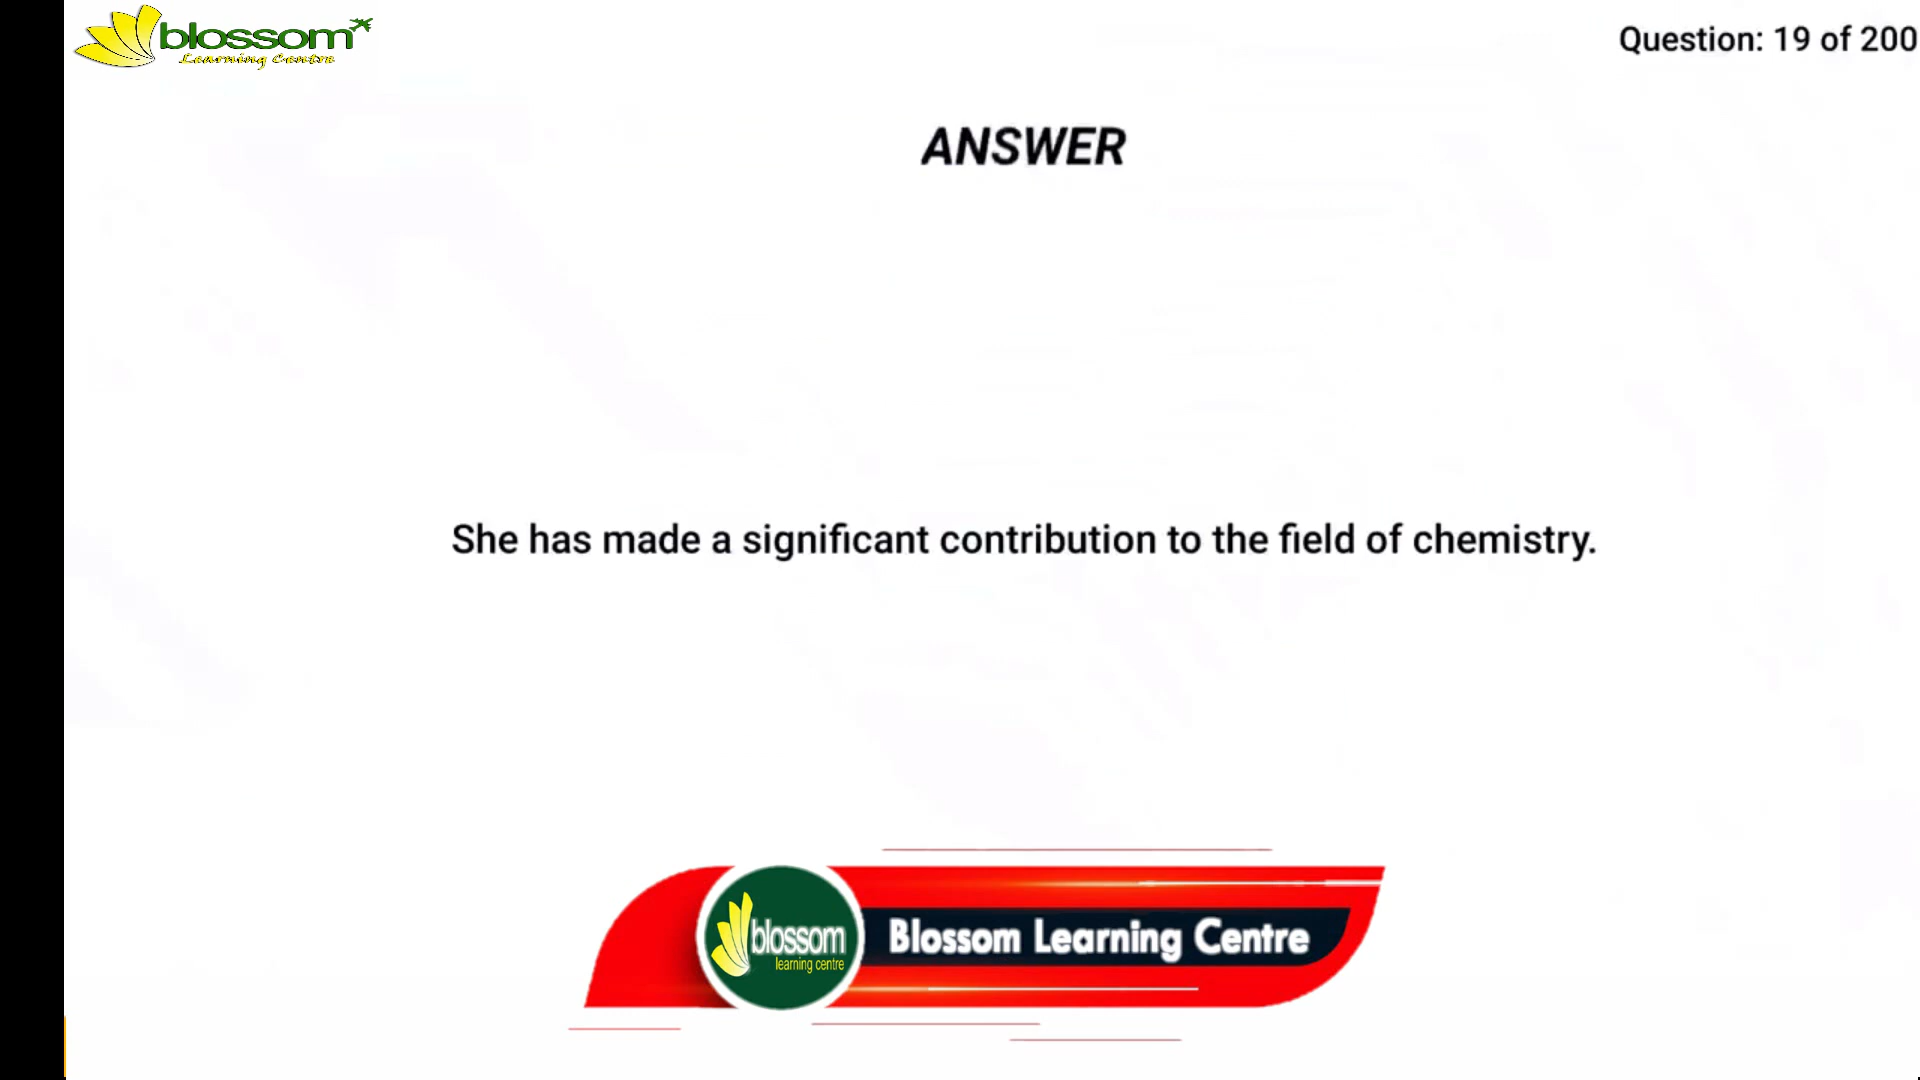 blossom
Learning Centre
Question: 19 of 200
ANSWER
She has made a significant contribution to the field of chemistry.
blossom
learning centre
Blossom Learning Centre